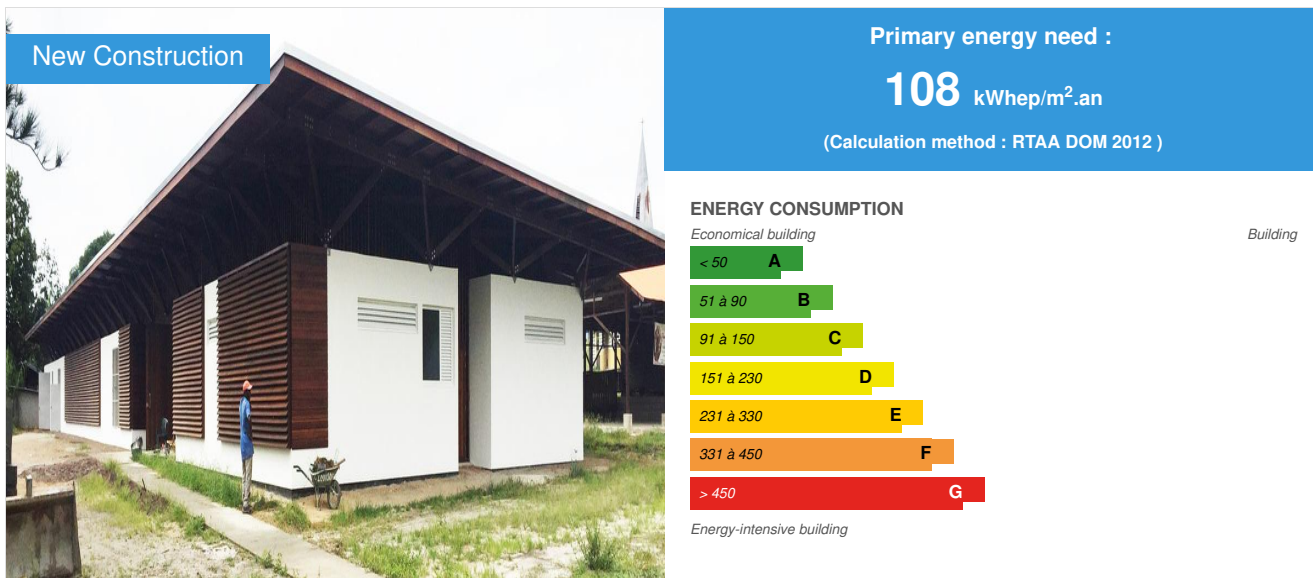 New Construction
Primary energy need :
108 kWhep/m².an
(Calculation method : RTAA DOM 2012 )
ENERGY CONSUMPTION
Economical building
Building
< 50 A
51 à 90 B
91 à 150 C
151 à 230 D
231 à 330 E
331 à 450 F
> 450 G
Energy-intensive building